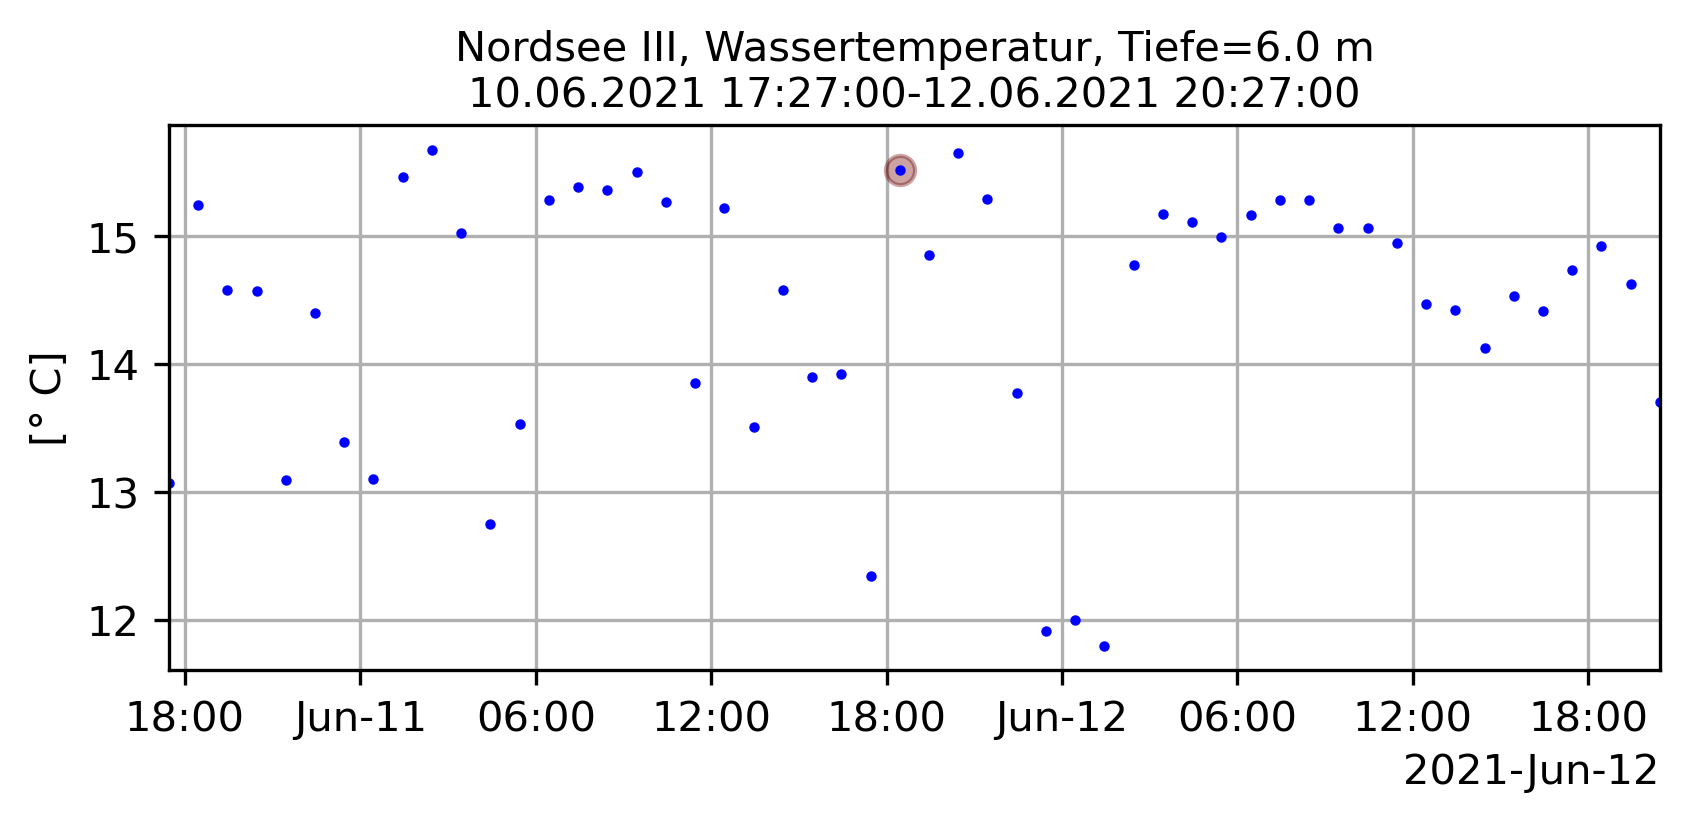 Nordsee III, Wassertemperatur, Tiefe=6.0 m
10.06.2021 17:27:00-12.06.2021 20:27:00
[° C]
15
14
13
12
18:00 Jun-11 06:00 12:00 18:00 Jun-12 06:00 12:00 18:00
2021-Jun-12